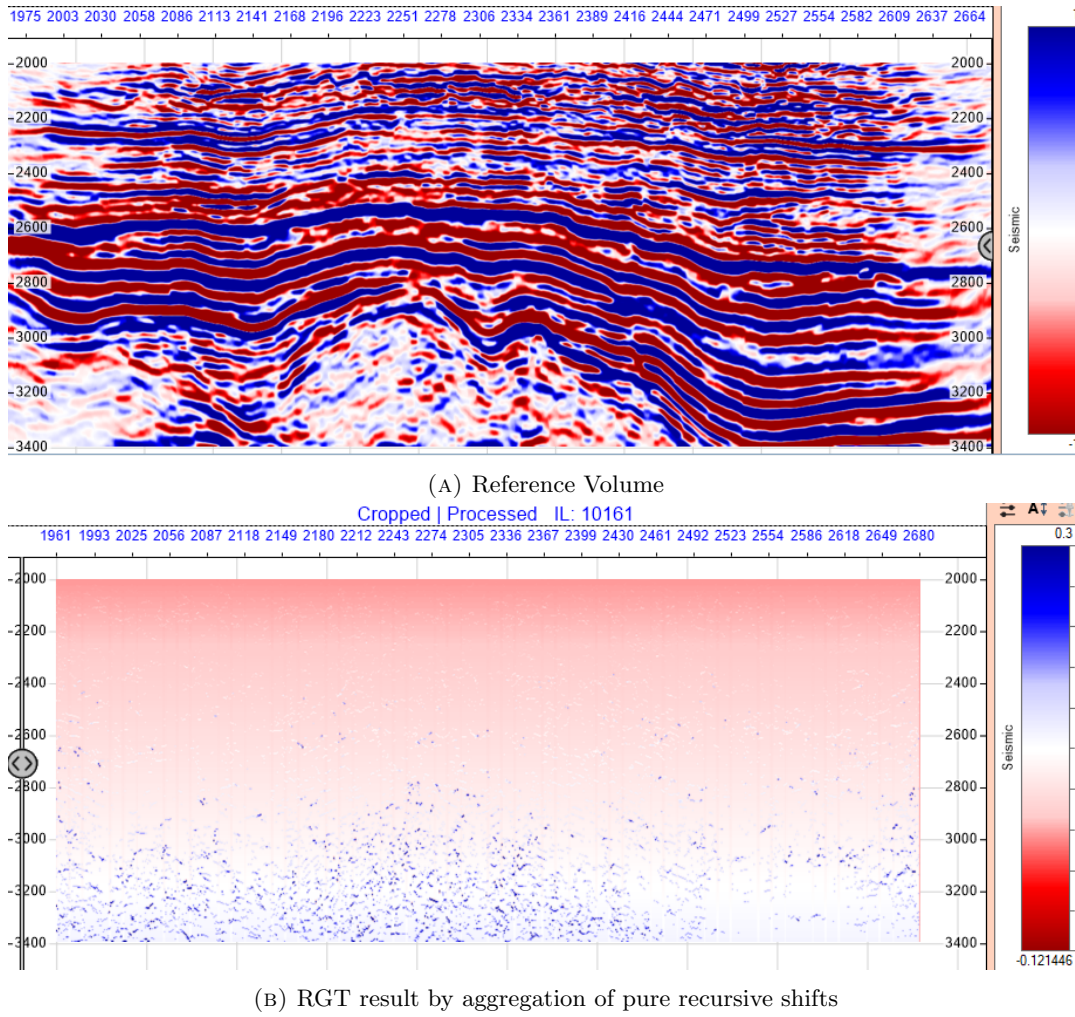 1975 2003 2030 2058 2086 2113 2141 2168 2196 2223 2251 2278 2306 2334 2361 2389 2416 2444 2471 2499 2527 2554 2582 2609 2637 2664
2000 2000
2200 2200
2400 2400
2600 2600
2800 2800
3000 3000
3200 3200
3400 3400
Seismic
(A) Reference Volume
Cropped | Processed IL: 10161
1961 1993 2025 2056 2087 2118 2149 2180 2212 2243 2274 2305 2336 2367 2399 2430 2461 2492 2523 2554 2586 2618 2649 2680
A
0.3
2000 2000
2200 2200
2400 2400
2600 2600
2800 2800
3000 3000
3200 3200
3400 3400
Seismic
-0.121446
(B) RGT result by aggregation of pure recursive shifts